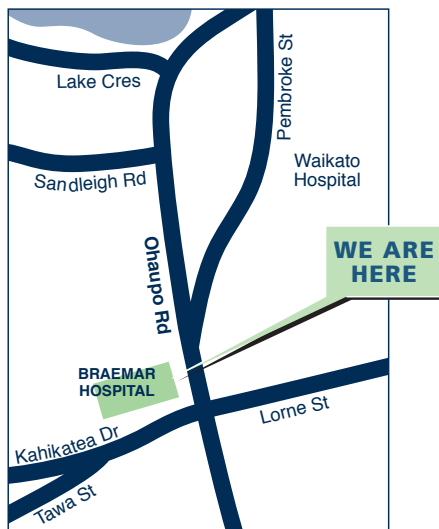 Lake Cres
Pembroke St
Waikato
Hospital
Sandleigh Rd
Ohaupo Rd
WE ARE
HERE
BRAEMAR
HOSPITAL
Lorne St
Kahikatea Dr
Tawa St